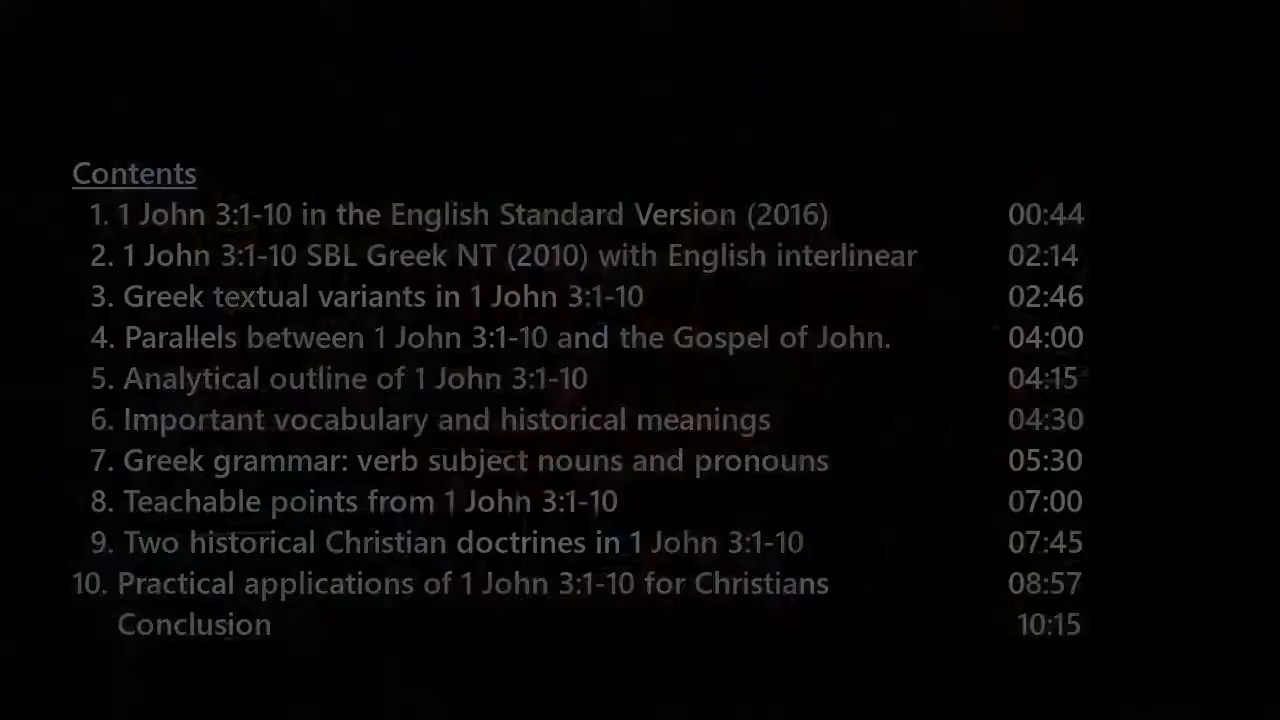 Contents
1. 1 John 3:1-10 in the English Standard Version (2016) 00:44
2. 1 John 3:1-10 SBL Greek NT (2010) with English interlinear 02:14
3. Greek textual variants in 1 John 3:1-10 02:46
4. Parallels between 1 John 3:1-10 and the Gospel of John. 04:00
5. Analytical outline of 1 John 3:1-10 04:15
6. Important vocabulary and historical meanings 04:30
7. Greek grammar: verb subject nouns and pronouns 05:30
8. Teachable points from 1 John 3:1-10 07:00
9. Two historical Christian doctrines in 1 John 3:1-10 07:45
10. Practical applications of 1 John 3:1-10 for Christians 08:57
Conclusion 10:15